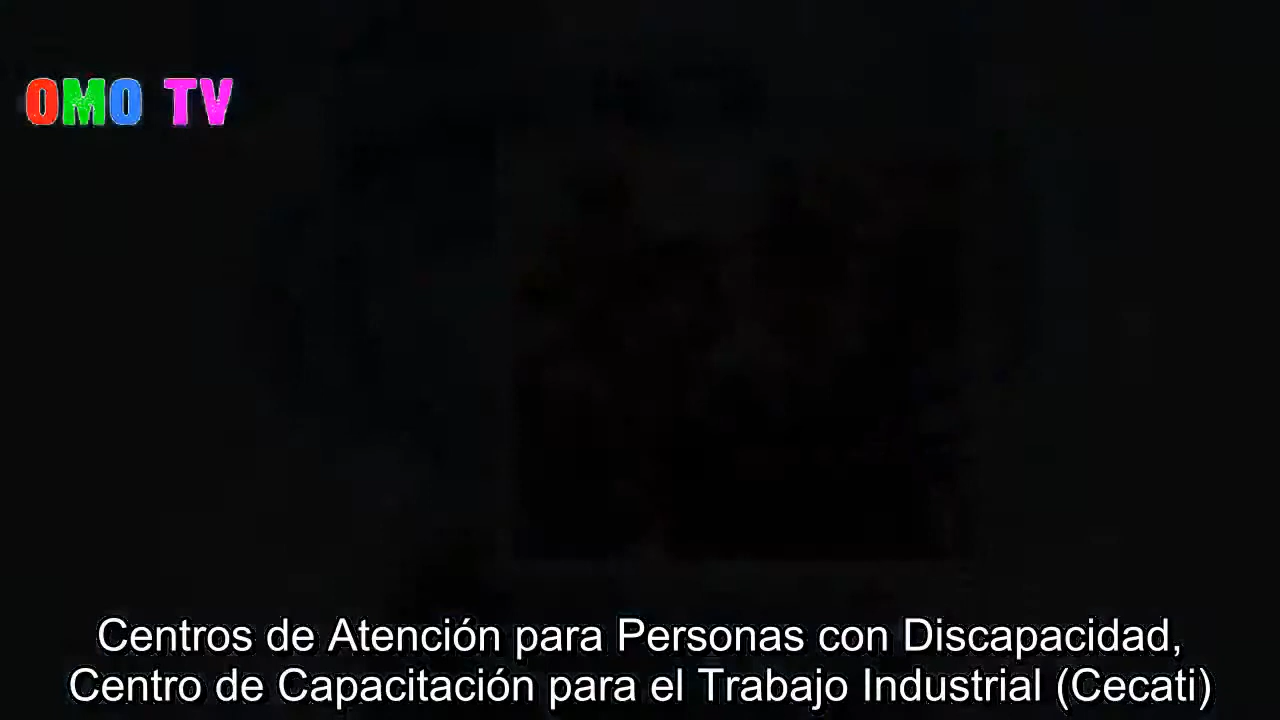 OMO TV
Centros de Atención para Personas con Discapacidad,
Centro de Capacitación para el Trabajo Industrial (Cecati)